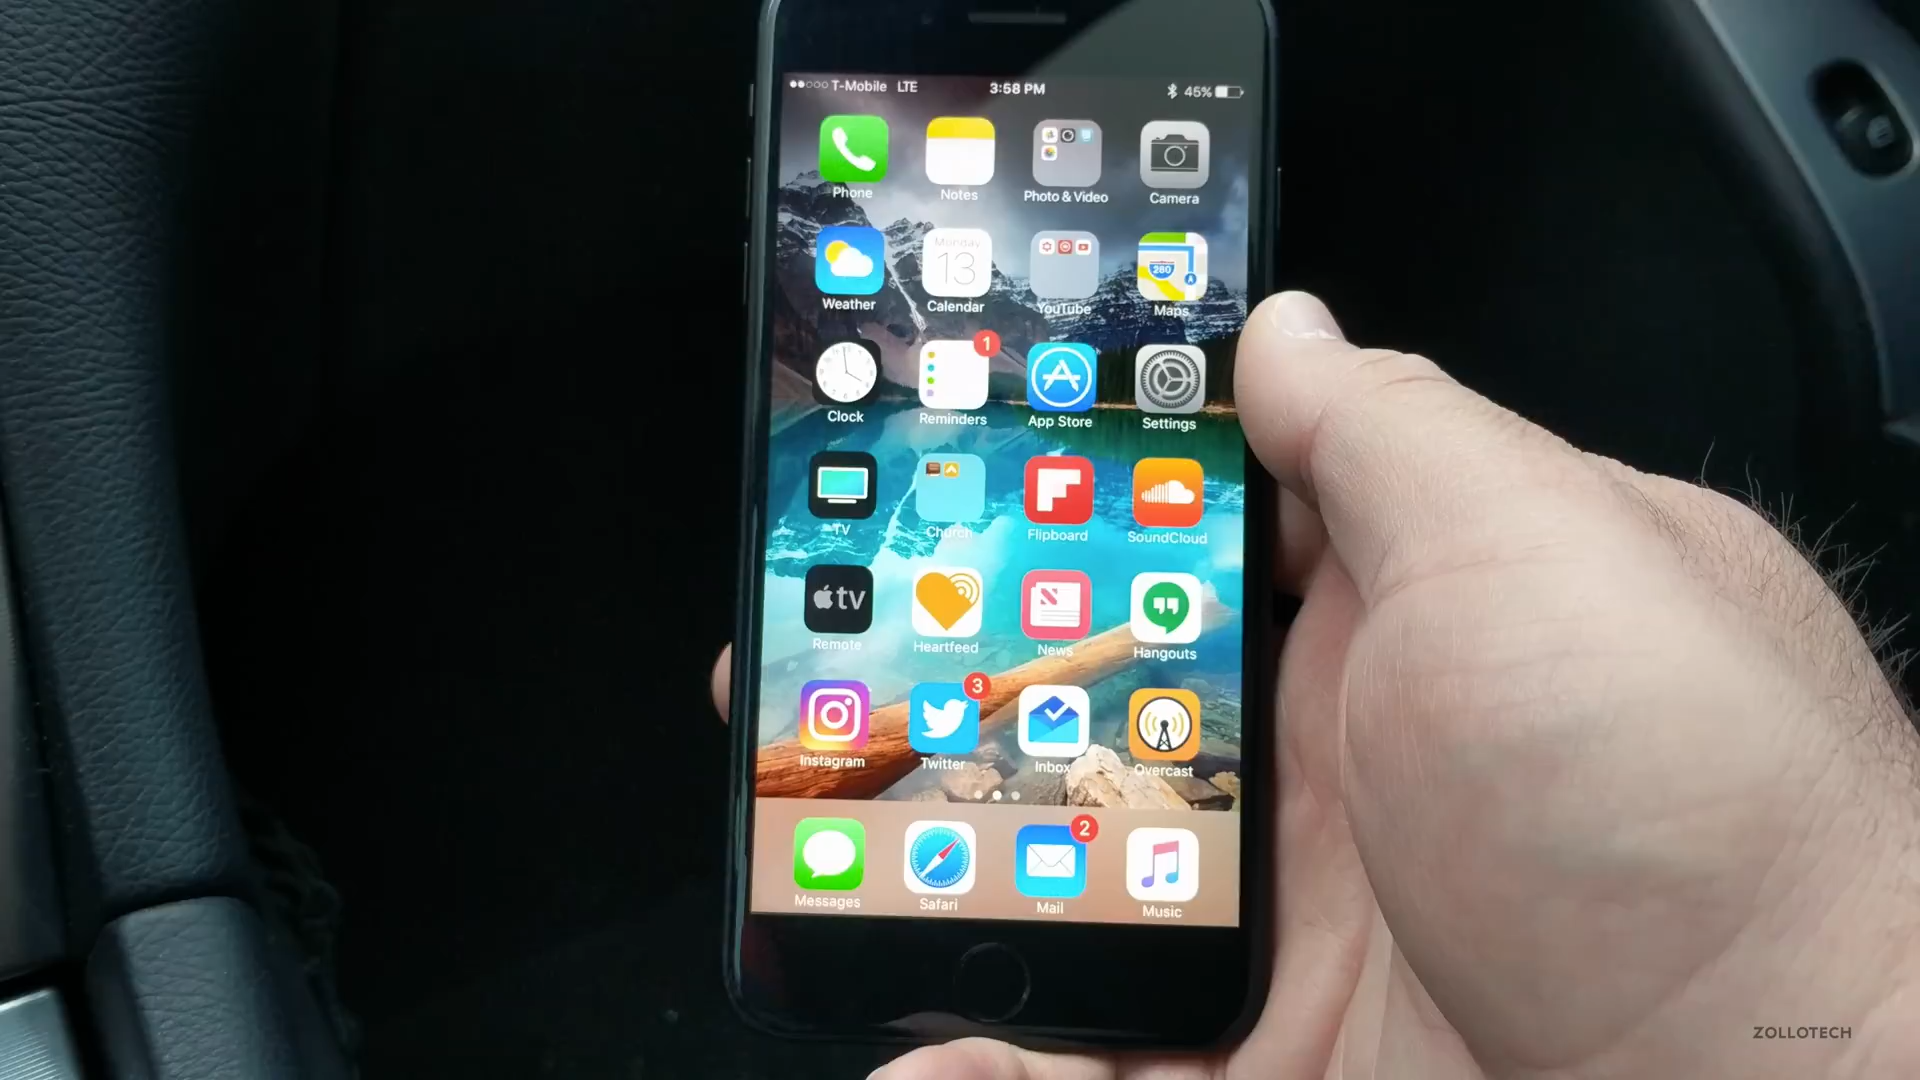 T-Mobile LTE 3:58 PM 45%
Phone Notes Photo & Video Camera
Monday
13
280
Weather Calendar YouTube Maps
1
Clock Reminders App Store Settings
TV Church Flipboard SoundCloud
tv
Remote Heartfeed News Hangouts
3
Instagram Twitter Inbox Overcast
2
Messages Safari Mail Music
ZOLLOTECH